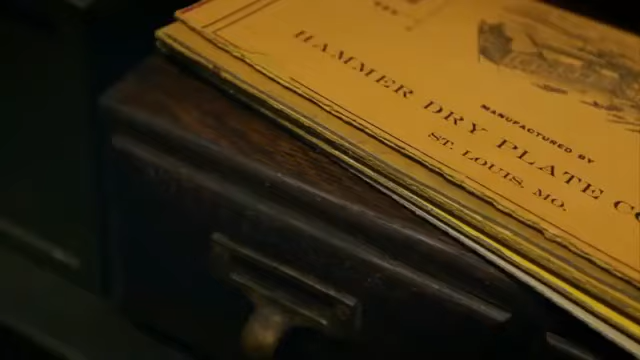 MANUFACTURED BY
HAMMER DRY PLATE CO
ST. LOUIS, MO.